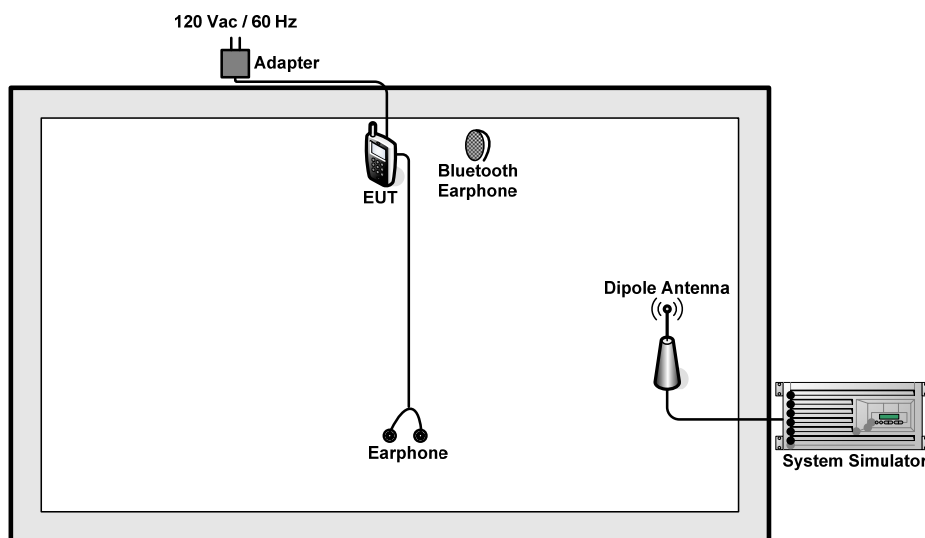 120 Vac / 60 Hz
Adapter
EUT
Bluetooth
Earphone
Dipole Antenna
Earphone
System Simulator